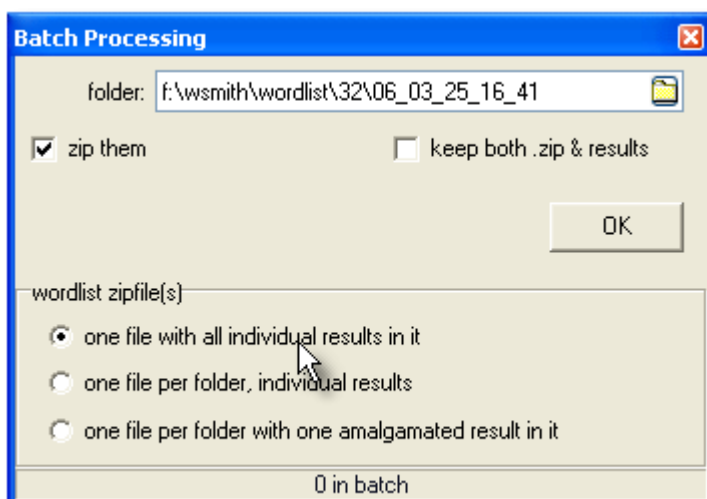 Batch Processing
folder: f:\wsmith\wordlist\32\06_03_25_16_41
zip them keep both .zip & results
OK
wordlist zipfile(s)
one file with all individual results in it
one file per folder, individual results
one file per folder with one amalgamated result in it
0 in batch